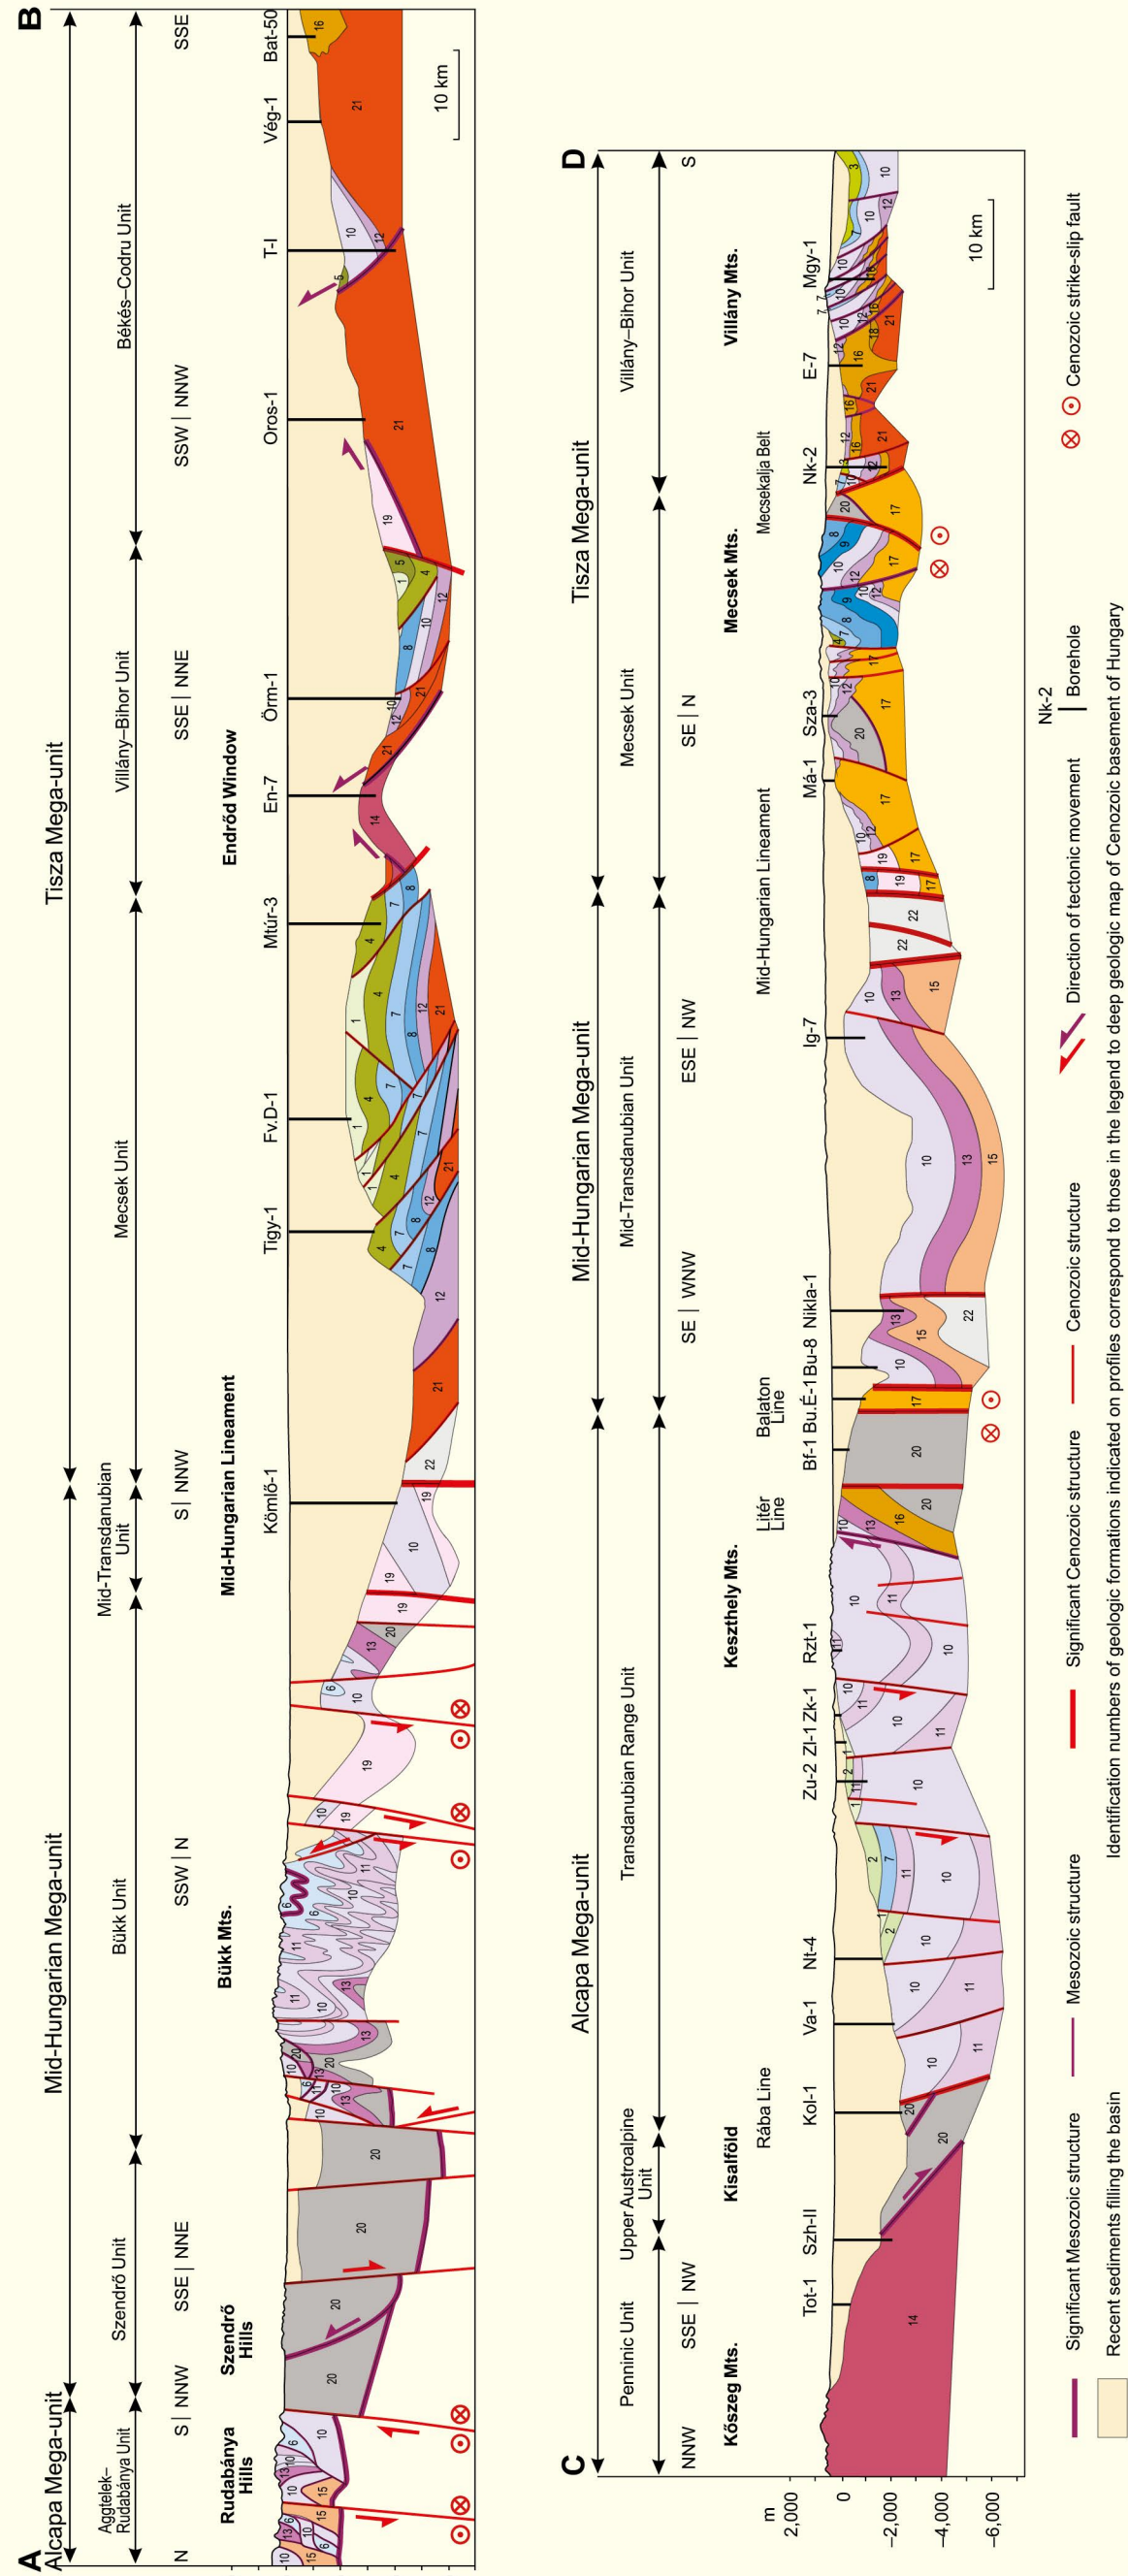 A
B
Alcapa Mega-unit
Mid-Hungarian Mega-unit
Tisza Mega-unit
Aggtelek–
Rudabánya Unit
Szendrő Unit
Bükk Unit
Mid-Transdanubian
Unit
Mecsek Unit
Villány–Bihor Unit
Békés–Codru Unit
N
S | NNW
SSE | NNE
SSW | N
S | NNW
SSE | NNE
SSW | NNW
SSE
Rudabánya
Hills
Szendrő
Hills
Bükk Mts.
Mid-Hungarian Lineament
Endrőd Window
Kömlő-1
Tigy-1
Fv.D-1
Mtúr-3
En-7
Örm-1
Oros-1
T-I
Vég-1
Bat-50
10 km
C
D
Alcapa Mega-unit
Mid-Hungarian Mega-unit
Tisza Mega-unit
Penninic Unit
Upper Austroalpine
Unit
Transdanubian Range Unit
Mid-Transdanubian Unit
Mecsek Unit
Villány–Bihor Unit
NNW
SSE | NW
SE | WNW
ESE | NW
SE | N
S
Kőszeg Mts.
Kisalföld
Keszthely Mts.
Mecsek Mts.
Villány Mts.
Rába Line
Litér
Line
Balaton
Line
Mid-Hungarian Lineament
Mecsekalja Belt
Tot-1
Szh-II
Kol-1
Va-1
Nt-4
Zu-2
Zl-1
Zk-1
Rzt-1
Bf-1
Bu.É-1
Bu-8
Nikla-1
Ig-7
Má-1
Sza-3
Nk-2
E-7
Mgy-1
m
2,000
0
–2,000
–4,000
–6,000
10 km
Significant Mesozoic structure
Mesozoic structure
Significant Cenozoic structure
Cenozoic structure
Direction of tectonic movement
Nk-2
Borehole
Cenozoic strike-slip fault
Recent sediments filling the basin
Identification numbers of geologic formations indicated on profiles correspond to those in the legend to deep geologic map of Cenozoic basement of Hungary